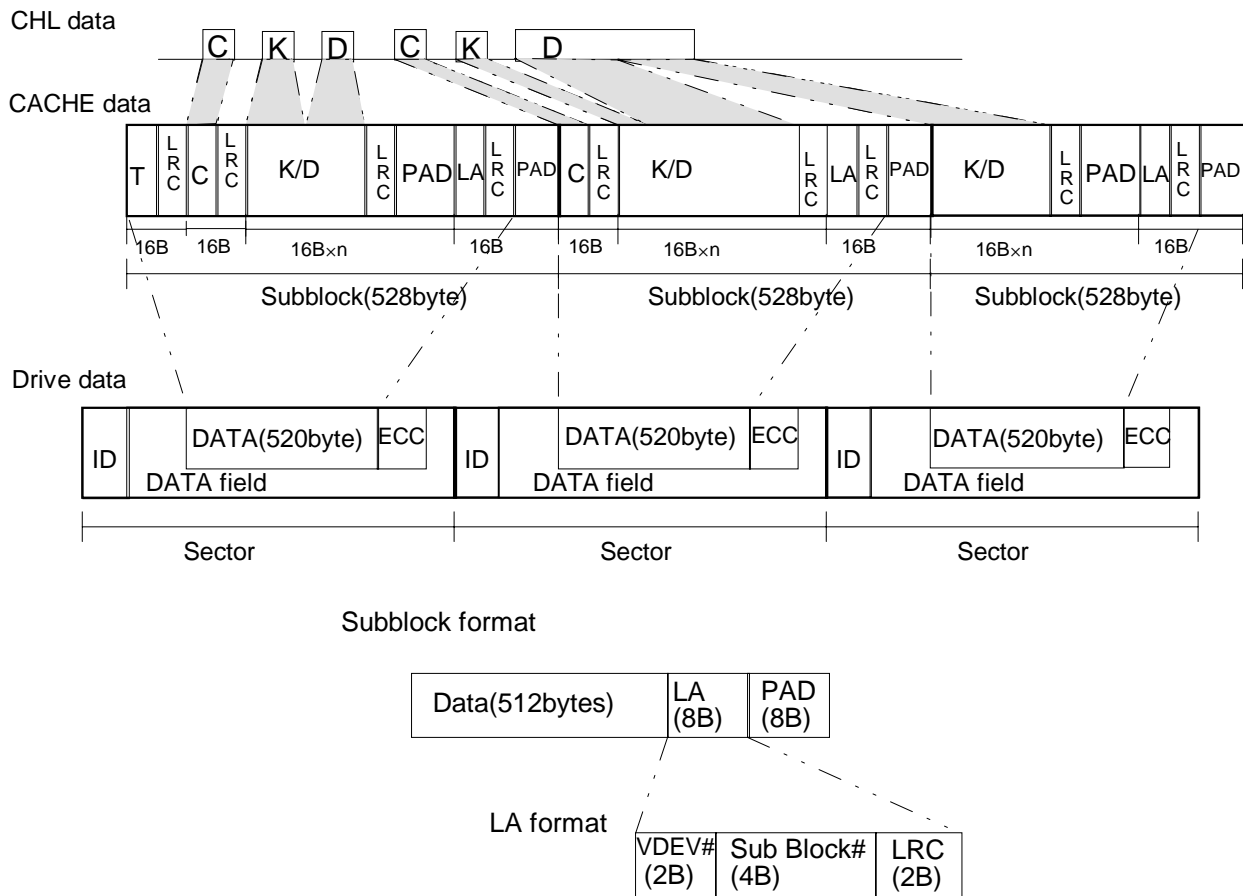 CHL data
C K D C K D
CACHE data
T LRC C LRC K/D LRC PAD LA LRC PAD C LRC K/D LRC LA LRC PAD K/D LRC PAD LA LRC PAD
16B 16B 16B×n 16B 16B 16B×n 16B 16B×n 16B
Subblock(528byte) Subblock(528byte) Subblock(528byte)
Drive data
ID DATA(520byte) ECC ID DATA(520byte) ECC ID DATA(520byte) ECC
DATA field DATA field DATA field
Sector Sector Sector
Subblock format
Data(512bytes) LA PAD
(8B) (8B)
LA format
VDEV# Sub Block# LRC
(2B) (4B) (2B)